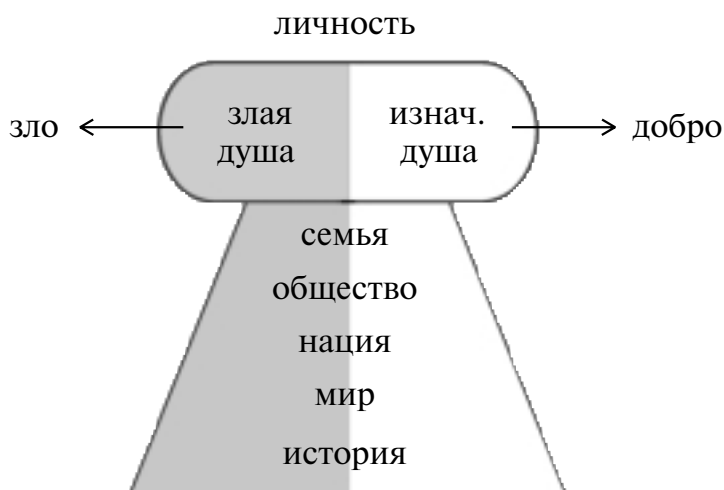 личность
зло
злая
душа
изнач.
душа
добро
семья
общество
нация
мир
история